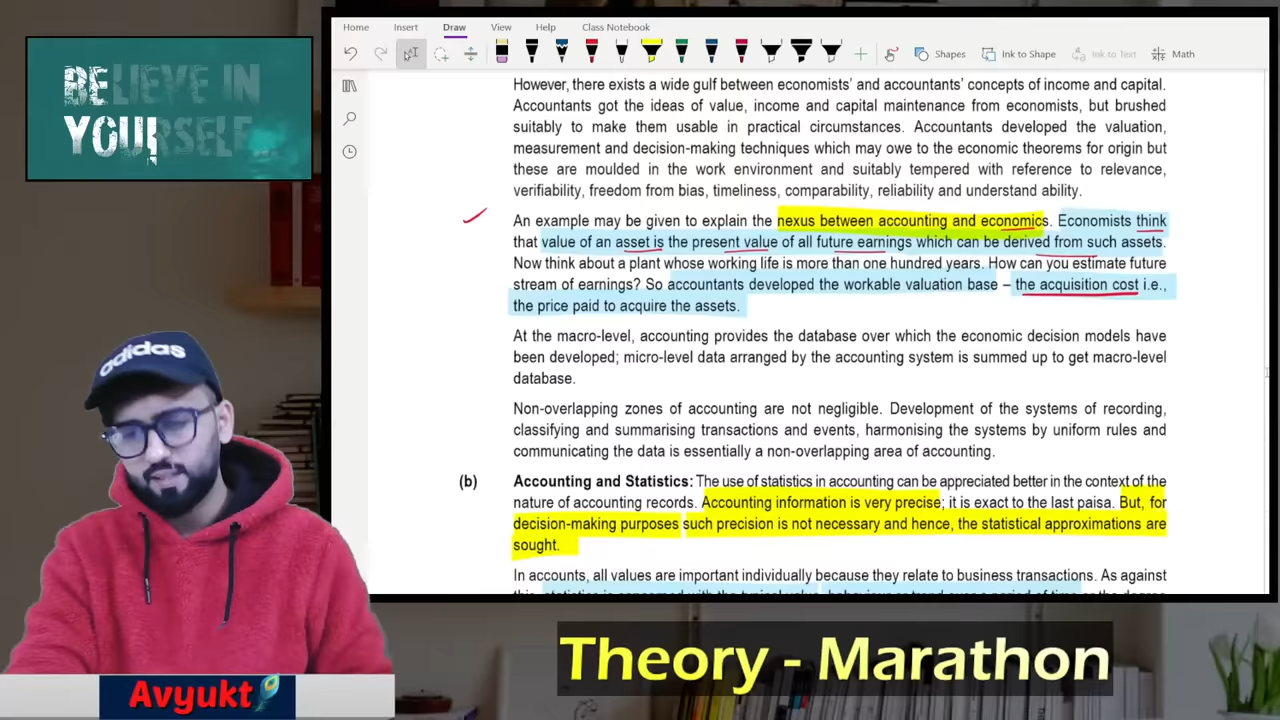 BELIEVE IN
YOURSELF
Home Insert Draw View Help Class Notebook
Shapes Ink to Shape Ink to Text Math
However, there exists a wide gulf between economists' and accountants' concepts of income and capital.
Accountants got the ideas of value, income and capital maintenance from economists, but brushed
suitably to make them usable in practical circumstances. Accountants developed the valuation,
measurement and decision-making techniques which may owe to the economic theorems for origin but
these are moulded in the work environment and suitably tempered with reference to relevance,
verifiability, freedom from bias, timeliness, comparability, reliability and understand ability.
An example may be given to explain the nexus between accounting and economics. Economists think
that value of an asset is the present value of all future earnings which can be derived from such assets.
Now think about a plant whose working life is more than one hundred years. How can you estimate future
stream of earnings? So accountants developed the workable valuation base – the acquisition cost i.e.,
the price paid to acquire the assets.
At the macro-level, accounting provides the database over which the economic decision models have
been developed; micro-level data arranged by the accounting system is summed up to get macro-level
database.
Non-overlapping zones of accounting are not negligible. Development of the systems of recording,
classifying and summarising transactions and events, harmonising the systems by uniform rules and
communicating the data is essentially a non-overlapping area of accounting.
(b) Accounting and Statistics: The use of statistics in accounting can be appreciated better in the context of the
nature of accounting records. Accounting information is very precise; it is exact to the last paisa. But, for
decision-making purposes such precision is not necessary and hence, the statistical approximations are
sought.
In accounts, all values are important individually because they relate to business transactions. As against
adidas
Theory - Marathon
Avyukt